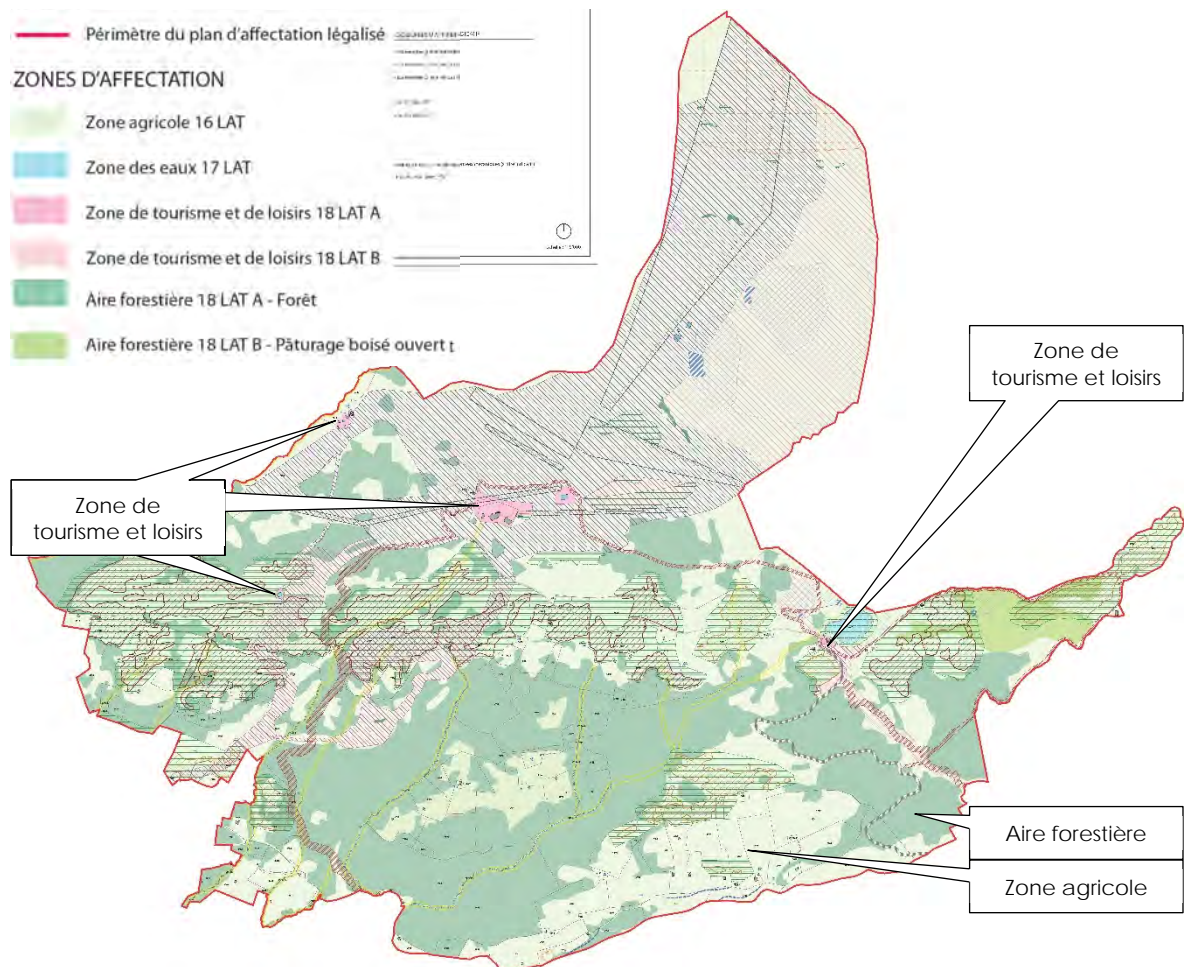 Périmètre du plan d'affectation légalisé
ZONES D'AFFECTATION
Zone agricole 16 LAT
Zone des eaux 17 LAT
Zone de tourisme et de loisirs 18 LAT A
Zone de tourisme et de loisirs 18 LAT B
Aire forestière 18 LAT A - Forêt
Aire forestière 18 LAT B - Pâturage boisé ouvert t
Zone de
tourisme et loisirs
Zone de
tourisme et loisirs
Aire forestière
Zone agricole